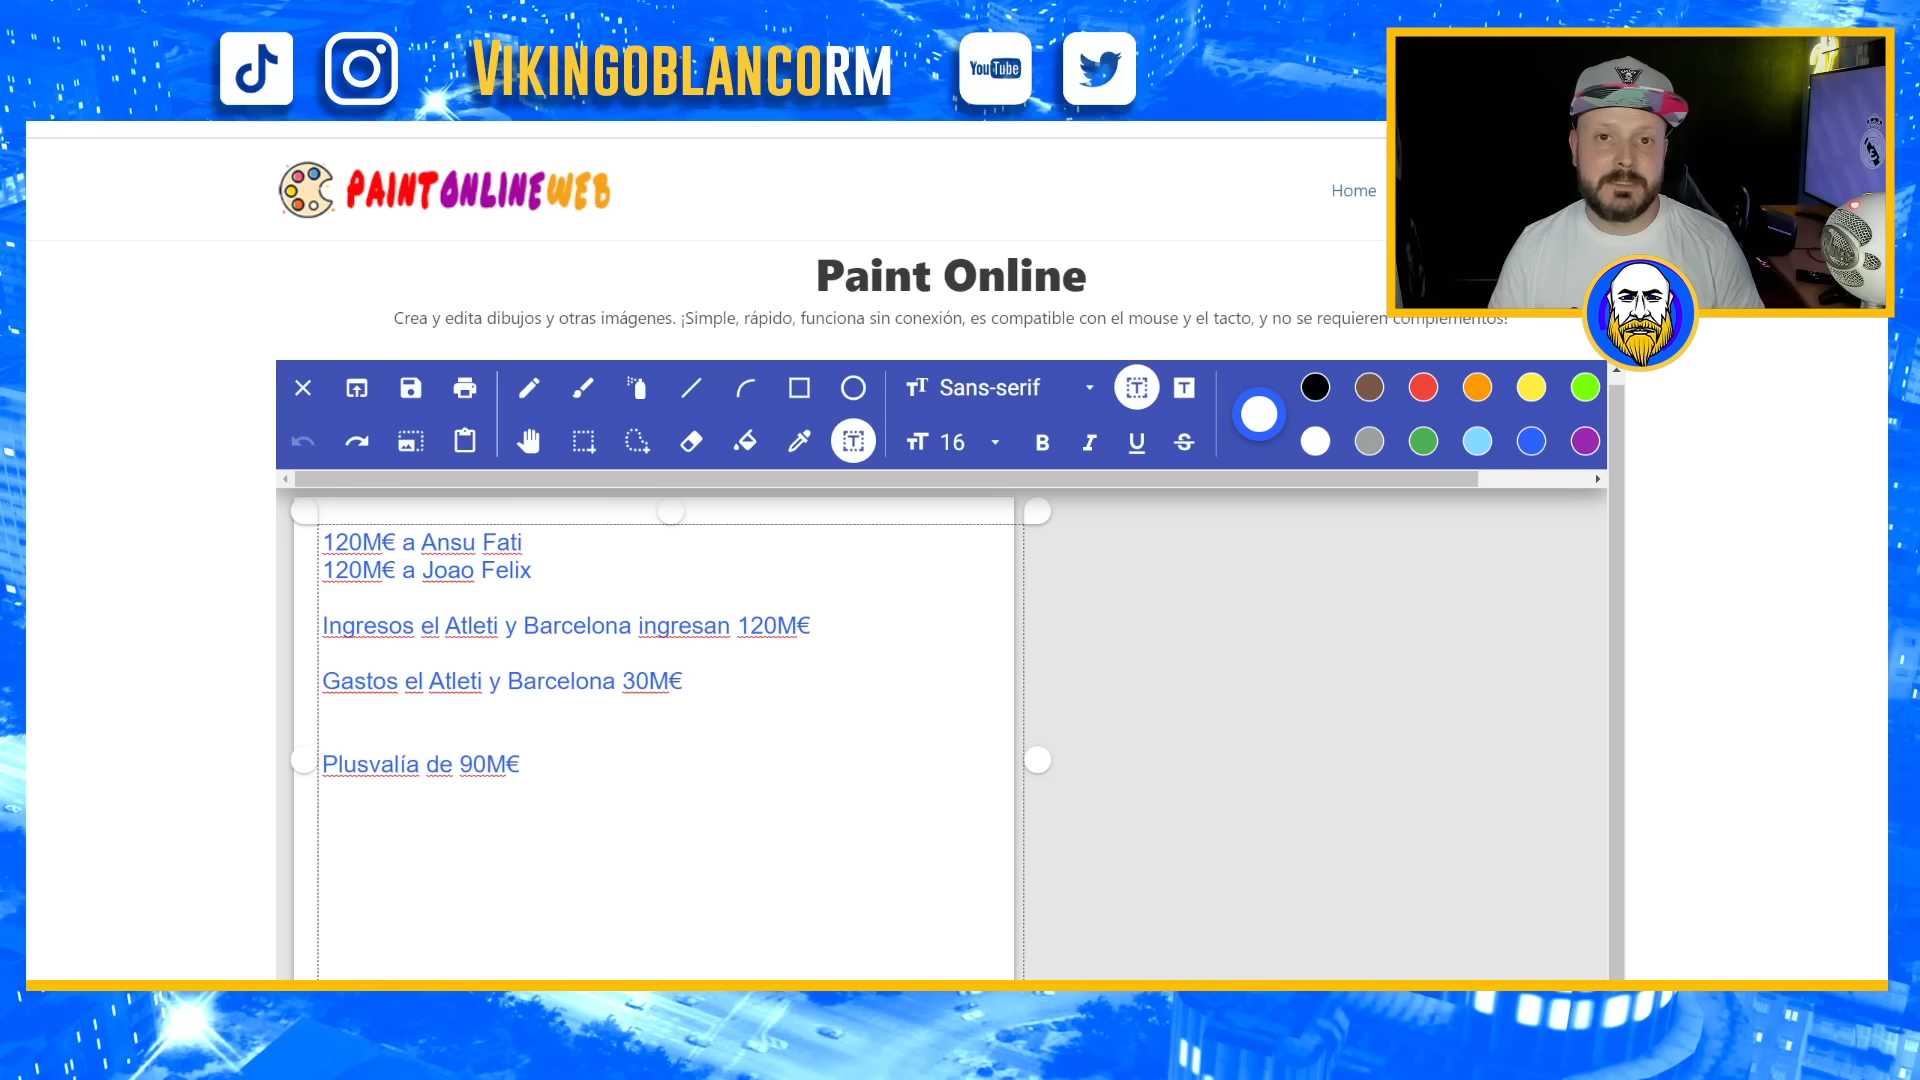 VIKINGOBLANCORM
YouTube
PAINTONLINEWEB
Home
Paint Online
Crea y edita dibujos y otras imágenes. ¡Simple, rápido, funciona sin conexión, es compatible con el mouse y el tacto, y no se requieren complementos!
Sans-serif
16
120M€ a Ansu Fati
120M€ a Joao Felix
Ingresos el Atleti y Barcelona ingresan 120M€
Gastos el Atleti y Barcelona 30M€
Plusvalía de 90M€